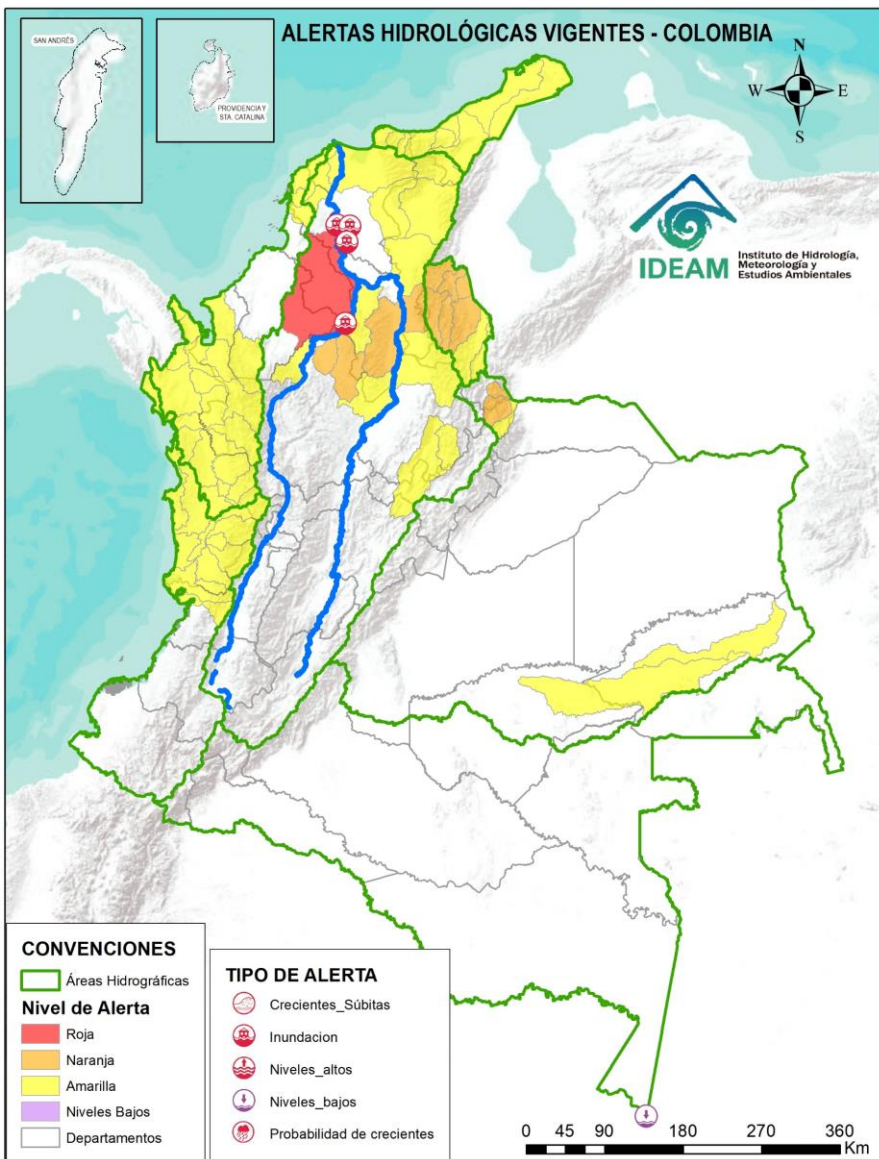 ALERTAS HIDROLÓGICAS VIGENTES - COLOMBIA
SAN ANDRÉS
PROVIDENCIA Y
STA. CATALINA
N
W
E
S
IDEAM
Instituto de Hidrología,
Meteorología y
Estudios Ambientales
CONVENCIONES
Áreas Hidrográficas
Nivel de Alerta
Roja
Naranja
Amarilla
Niveles Bajos
Departamentos
TIPO DE ALERTA
Crecientes_Súbitas
Inundacion
Niveles_altos
Niveles_bajos
Probabilidad de crecientes
0 45 90 180 270 360
Km